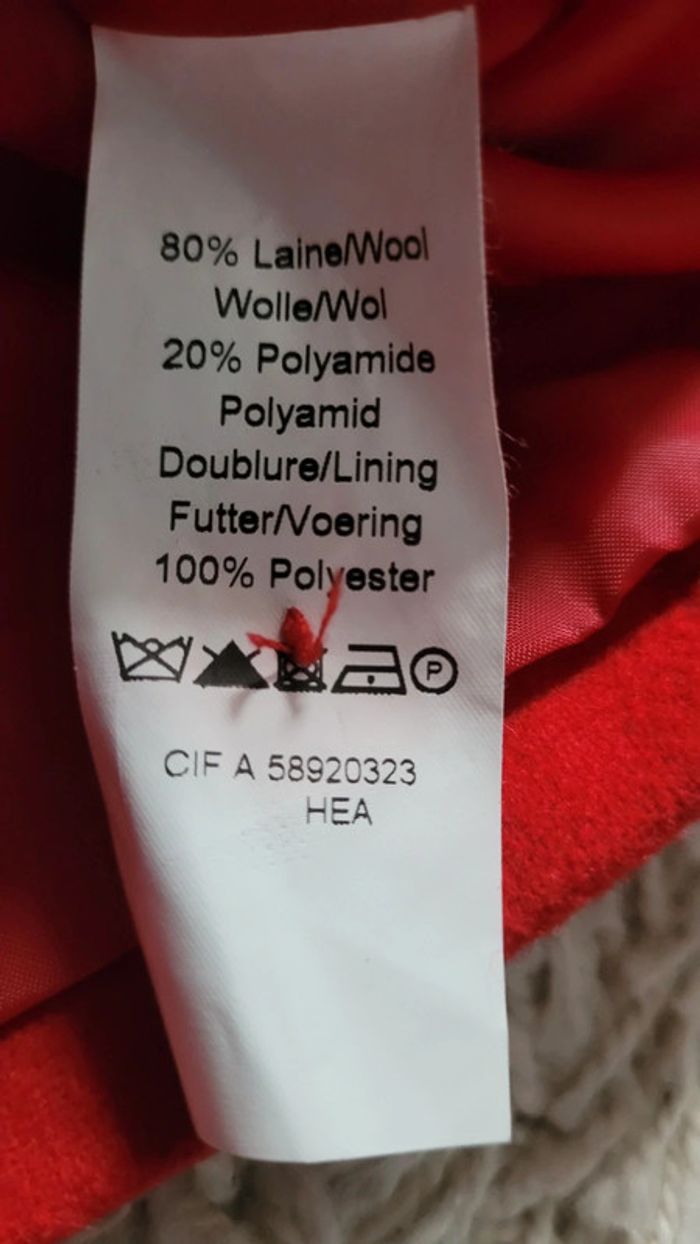 80% Laine/Wool
Wolle/Wol
20% Polyamide
Polyamid
Doublure/Lining
Futter/Voering
100% Polyester
P
CIF A 58920323
HEA